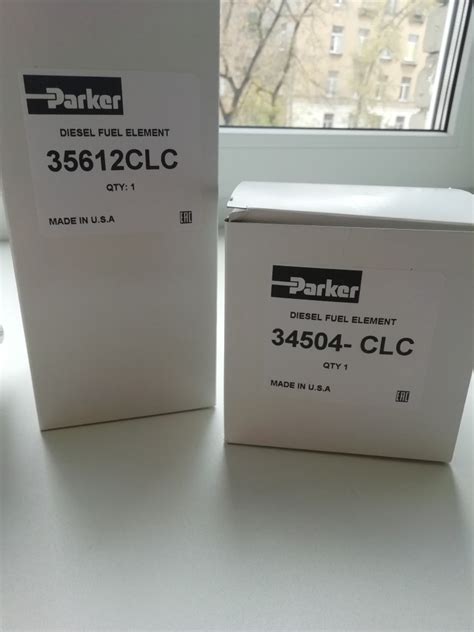 Parker
DIESEL FUEL ELEMENT
35612CLC
QTY: 1
MADE IN U.S.A
EAC
Parker
DIESEL FUEL ELEMENT
34504- CLC
QTY 1
MADE IN U.S.A
EAC